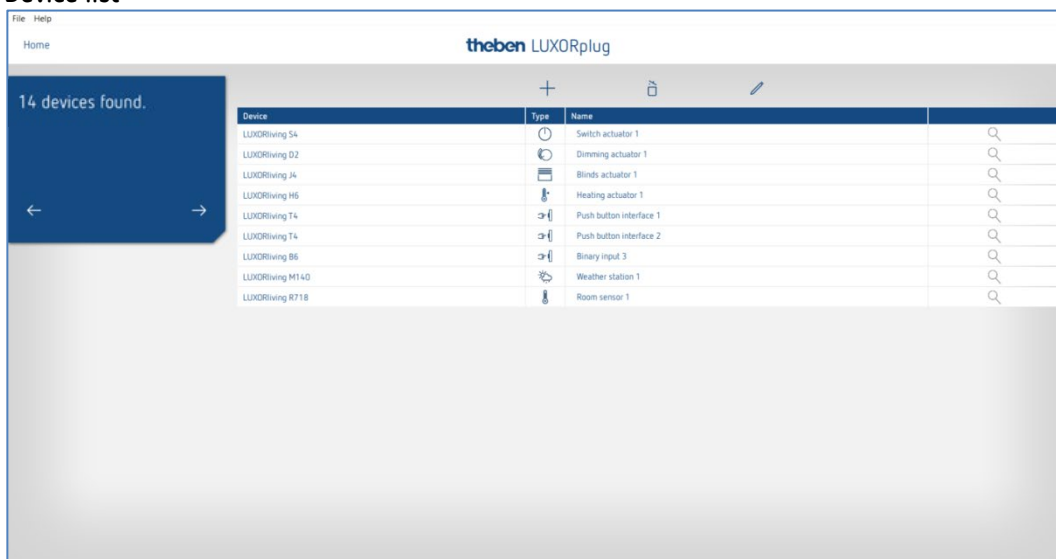 Device list
File Help
Home
theben LUXORplug
14 devices found.
Device Type Name
LUXORliving S4 Switch actuator 1
LUXORliving D2 Dimming actuator 1
LUXORliving J4 Blinds actuator 1
LUXORliving H6 Heating actuator 1
LUXORliving T4 Push button interface 1
LUXORliving T4 Push button interface 2
LUXORliving B6 Binary input 3
LUXORliving M140 Weather station 1
LUXORliving R718 Room sensor 1